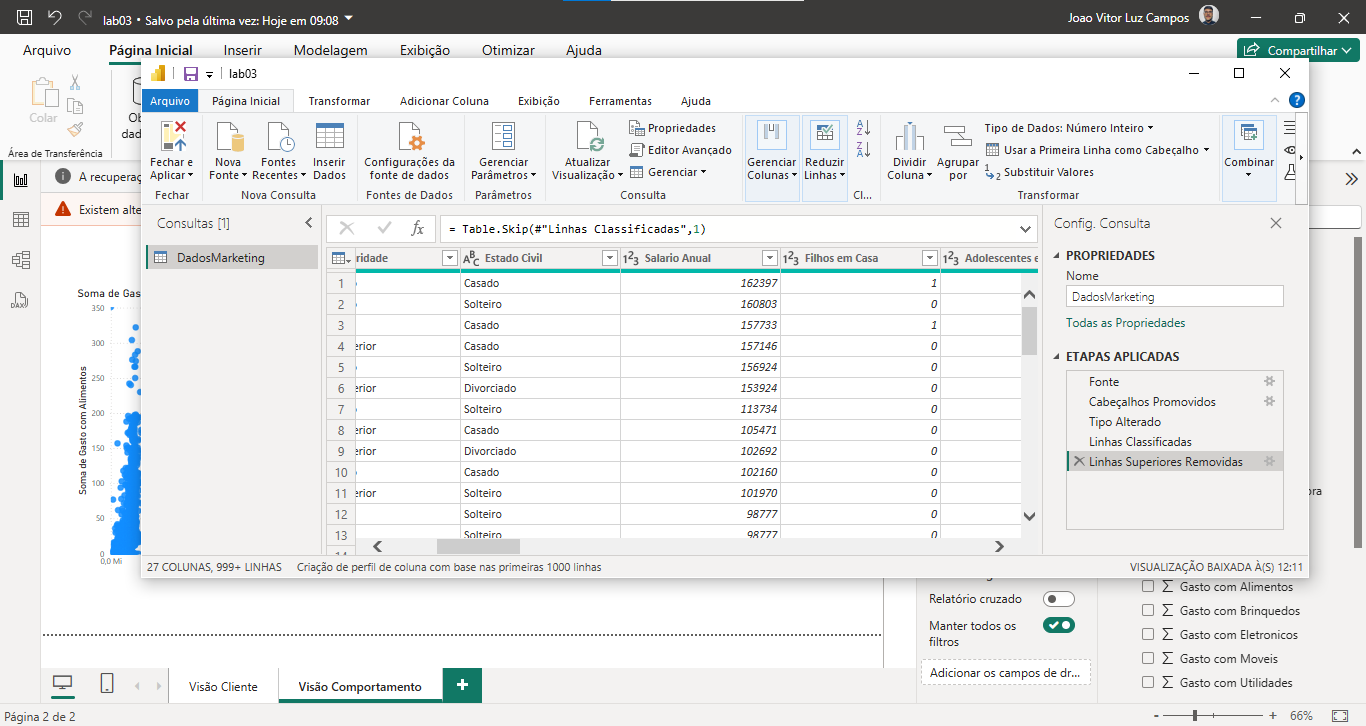 lab03 • Salvo pela última vez: Hoje em 09:08
Joao Vitor Luz Campos
Arquivo Página Inicial Inserir Modelagem Exibição Otimizar Ajuda
Compartilhar
Colar
Área de Transferência
A recuperaç
Existem alte
lab03
Arquivo Página Inicial Transformar Adicionar Coluna Exibição Ferramentas Ajuda
Fechar e Aplicar
Fechar
Nova Fonte
Fontes Recentes
Inserir Dados
Nova Consulta
Configurações da fonte de dados
Fontes de Dados
Gerenciar Parâmetros
Parâmetros
Atualizar Visualização
Propriedades
Editor Avançado
Gerenciar
Consulta
Gerenciar Colunas
Reduzir Linhas
Cl...
Dividir Coluna
Agrupar por
Tipo de Dados: Número Inteiro
Usar a Primeira Linha como Cabeçalho
Substituir Valores
Transformar
Combinar
Consultas [1]
DadosMarketing
= Table.Skip(#"Linhas Classificadas",1)
ridade Estado Civil Salario Anual Filhos em Casa Adolescentes e
1 Casado 162397 1
2 Solteiro 160803 0
3 Casado 157733 1
4 erior Casado 157146 0
5 Solteiro 156924 0
6 erior Divorciado 153924 0
7 Solteiro 113734 0
8 erior Casado 105471 0
9 erior Divorciado 102692 0
10 Casado 102160 0
11 erior Solteiro 101970 0
12 Solteiro 98777 0
13 Solteiro 98777 0
Config. Consulta
PROPRIEDADES
Nome
DadosMarketing
Todas as Propriedades
ETAPAS APLICADAS
Fonte
Cabeçalhos Promovidos
Tipo Alterado
Linhas Classificadas
Linhas Superiores Removidas
27 COLUNAS, 999+ LINHAS Criação de perfil de coluna com base nas primeiras 1000 linhas
VISUALIZAÇÃO BAIXADA À(S) 12:11
Soma de Gasto
Soma de Gasto com Alimentos
350
300
250
200
150
100
50
0
0,0 Mi
ora
Relatório cruzado
Manter todos os filtros
Adicionar os campos de dr...
Gasto com Alimentos
Gasto com Brinquedos
Gasto com Eletronicos
Gasto com Moveis
Gasto com Utilidades
Visão Cliente Visão Comportamento +
Página 2 de 2
- + 66%